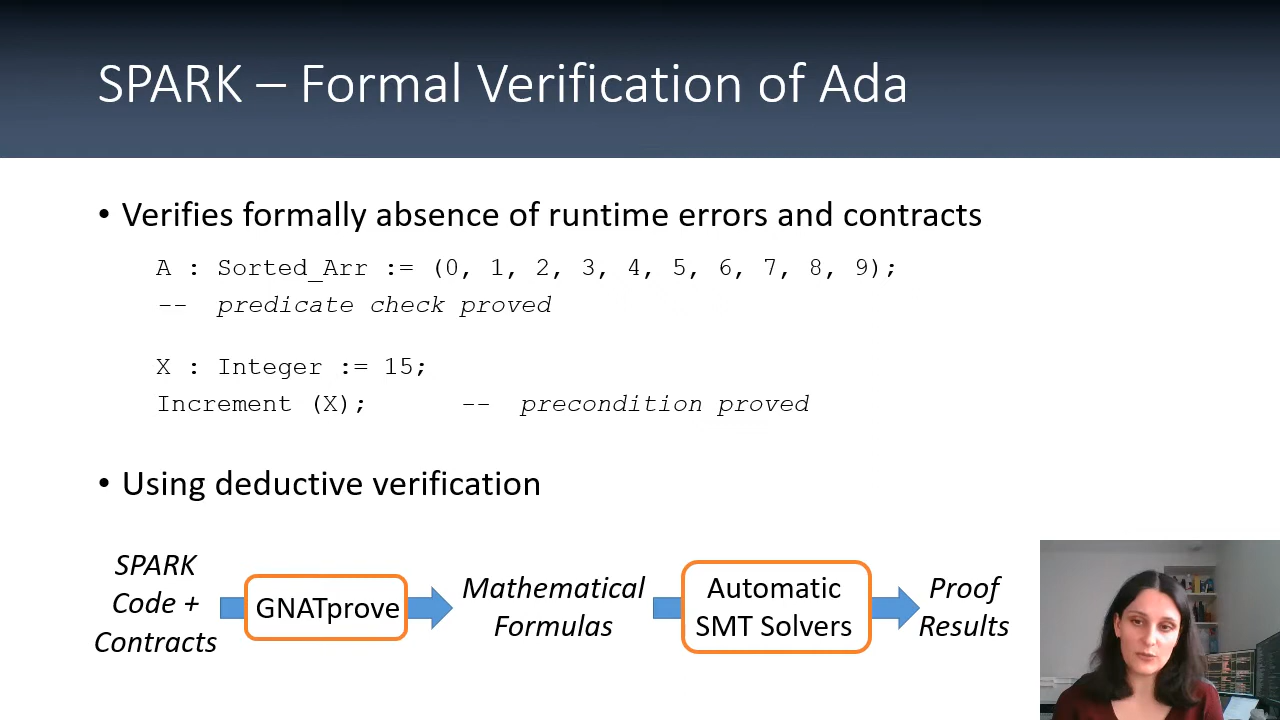 SPARK – Formal Verification of Ada
• Verifies formally absence of runtime errors and contracts
A : Sorted_Arr := (0, 1, 2, 3, 4, 5, 6, 7, 8, 9);
-- predicate check proved
X : Integer := 15;
Increment (X); -- precondition proved
• Using deductive verification
SPARK
Code +
Contracts
GNATprove
Mathematical
Formulas
Automatic
SMT Solvers
Proof
Results